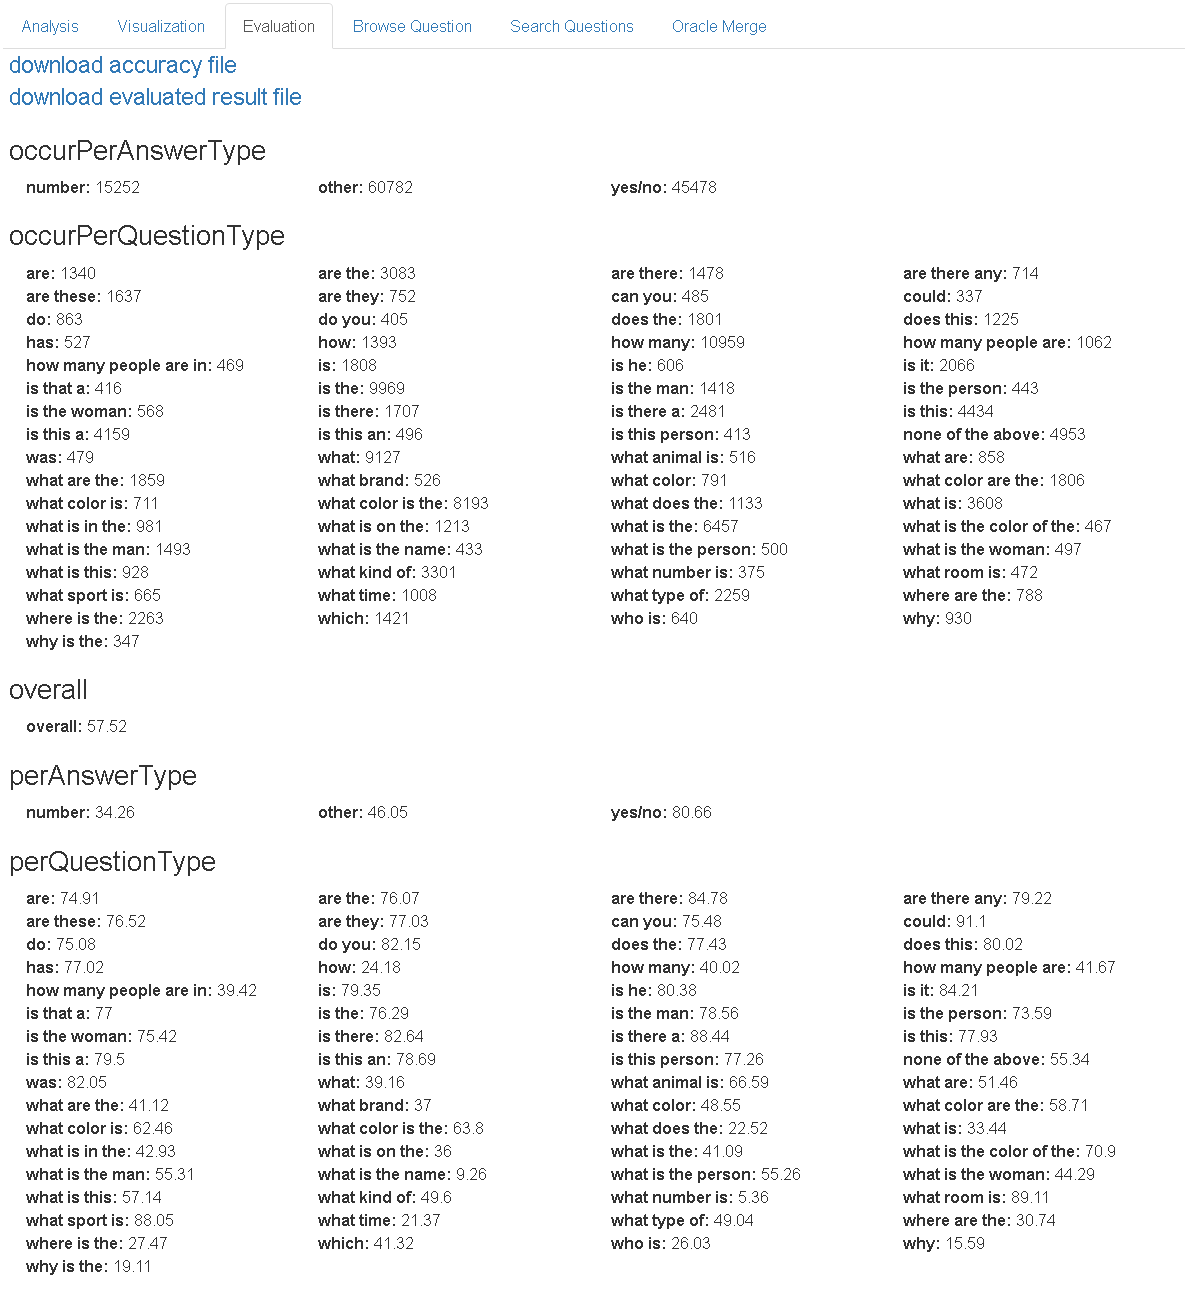 Analysis Visualization Evaluation Browse Question Search Questions Oracle Merge
download accuracy file
download evaluated result file
occurPerAnswerType
number: 15252 other: 60782 yes/no: 45478
occurPerQuestionType
are: 1340 are the: 3083 are there: 1478 are there any: 714
are these: 1637 are they: 752 can you: 485 could: 337
do: 863 do you: 405 does the: 1801 does this: 1225
has: 527 how: 1393 how many: 10959 how many people are: 1062
how many people are in: 469 is: 1808 is he: 606 is it: 2066
is that a: 416 is the: 9969 is the man: 1418 is the person: 443
is the woman: 568 is there: 1707 is there a: 2481 is this: 4434
is this a: 4159 is this an: 496 is this person: 413 none of the above: 4953
was: 479 what: 9127 what animal is: 516 what are: 858
what are the: 1859 what brand: 526 what color: 791 what color are the: 1806
what color is: 711 what color is the: 8193 what does the: 1133 what is: 3608
what is in the: 981 what is on the: 1213 what is the: 6457 what is the color of the: 467
what is the man: 1493 what is the name: 433 what is the person: 500 what is the woman: 497
what is this: 928 what kind of: 3301 what number is: 375 what room is: 472
what sport is: 665 what time: 1008 what type of: 2259 where are the: 788
where is the: 2263 which: 1421 who is: 640 why: 930
why is the: 347
overall
overall: 57.52
perAnswerType
number: 34.26 other: 46.05 yes/no: 80.66
perQuestionType
are: 74.91 are the: 76.07 are there: 84.78 are there any: 79.22
are these: 76.52 are they: 77.03 can you: 75.48 could: 91.1
do: 75.08 do you: 82.15 does the: 77.43 does this: 80.02
has: 77.02 how: 24.18 how many: 40.02 how many people are: 41.67
how many people are in: 39.42 is: 79.35 is he: 80.38 is it: 84.21
is that a: 77 is the: 76.29 is the man: 78.56 is the person: 73.59
is the woman: 75.42 is there: 82.64 is there a: 88.44 is this: 77.93
is this a: 79.5 is this an: 78.69 is this person: 77.26 none of the above: 55.34
was: 82.05 what: 39.16 what animal is: 66.59 what are: 51.46
what are the: 41.12 what brand: 37 what color: 48.55 what color are the: 58.71
what color is: 62.46 what color is the: 63.8 what does the: 22.52 what is: 33.44
what is in the: 42.93 what is on the: 36 what is the: 41.09 what is the color of the: 70.9
what is the man: 55.31 what is the name: 9.26 what is the person: 55.26 what is the woman: 44.29
what is this: 57.14 what kind of: 49.6 what number is: 5.36 what room is: 89.11
what sport is: 88.05 what time: 21.37 what type of: 49.04 where are the: 30.74
where is the: 27.47 which: 41.32 who is: 26.03 why: 15.59
why is the: 19.11